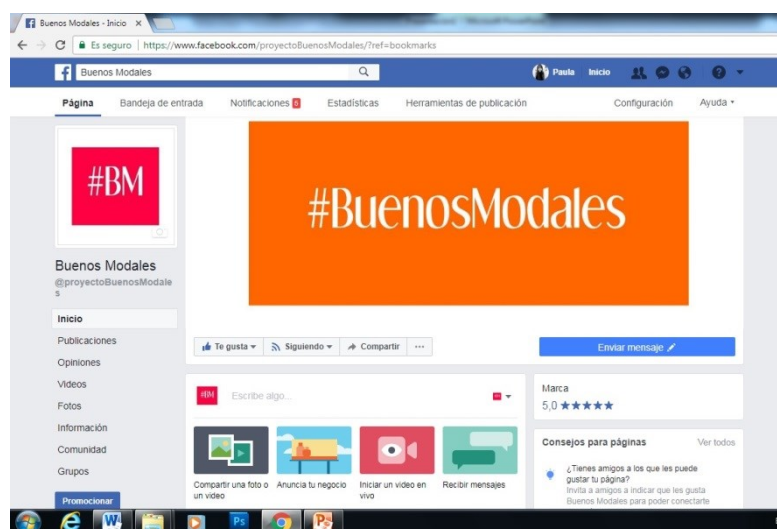 Buenos Modales - Inicio
Es seguro | https://www.facebook.com/proyectoBuenosModales/?ref=bookmarks
Buenos Modales
Paula Inicio
Página Bandeja de entrada Notificaciones Estadísticas Herramientas de publicación Configuración Ayuda
#BM
#BuenosModales
Buenos Modales
@proyectoBuenosModale
s
Inicio
Publicaciones
Opiniones
Videos
Fotos
Información
Comunidad
Grupos
Promocionar
Te gusta Siguiendo Compartir ...
Enviar mensaje
#BM Escribe algo...
Compartir una foto o
un video
Anuncia tu negocio
Iniciar un video en
vivo
Recibir mensajes
Marca
5,0 ★★★★★
Consejos para páginas Ver todos
¿Tienes amigos a los que les puede
gustar tu página?
Invita a amigos a indicar que les gusta
Buenos Modales para poder conectarte